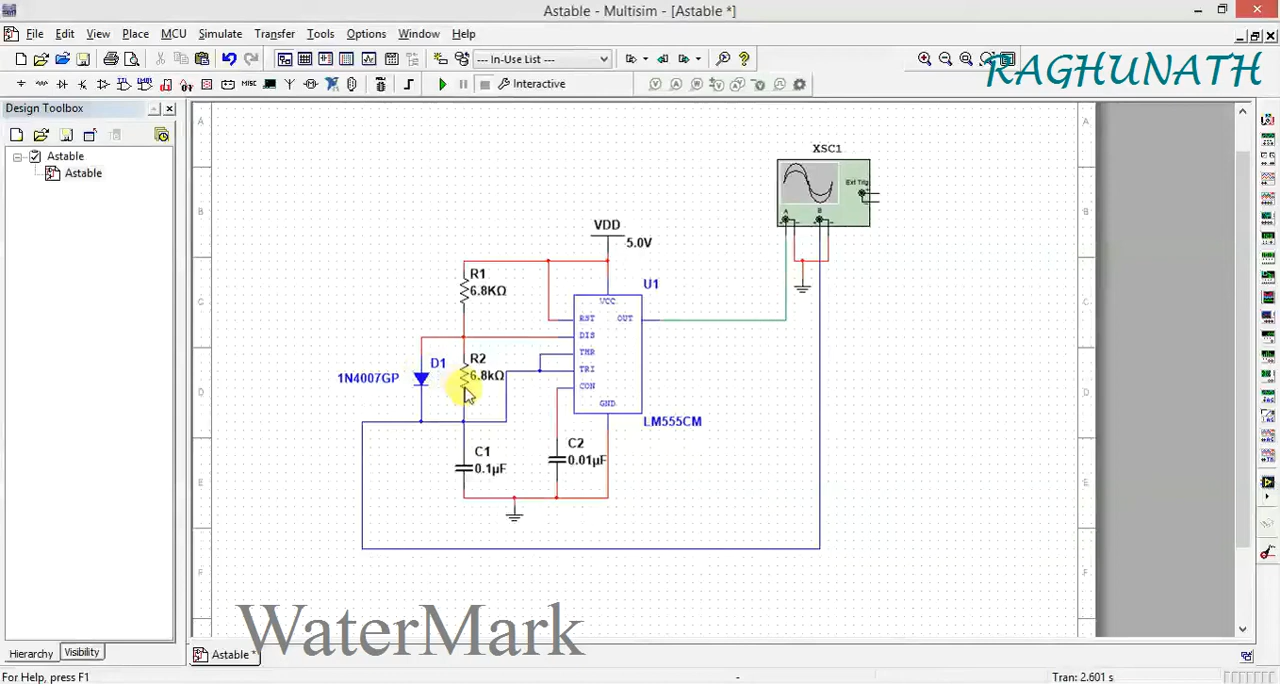 Astable - Multisim - [Astable *]
File Edit View Place MCU Simulate Transfer Tools Options Window Help
--- In-Use List ---
RAGHUNATH
MISC
Interactive
Design Toolbox
Astable
Astable
A
A
B
C
D
D
E
E
F
F
XSC1
Ext Trig
A
B
VDD
5.0V
R1
6.8KΩ
U1
VCC
RST
OUT
DIS
THR
TRI
CON
GND
LM555CM
D1
1N4007GP
R2
6.8kΩ
C1
0.1µF
C2
0.01µF
WaterMark
Hierarchy
Visibility
Astable *
For Help, press F1
-
Tran: 2.601 s